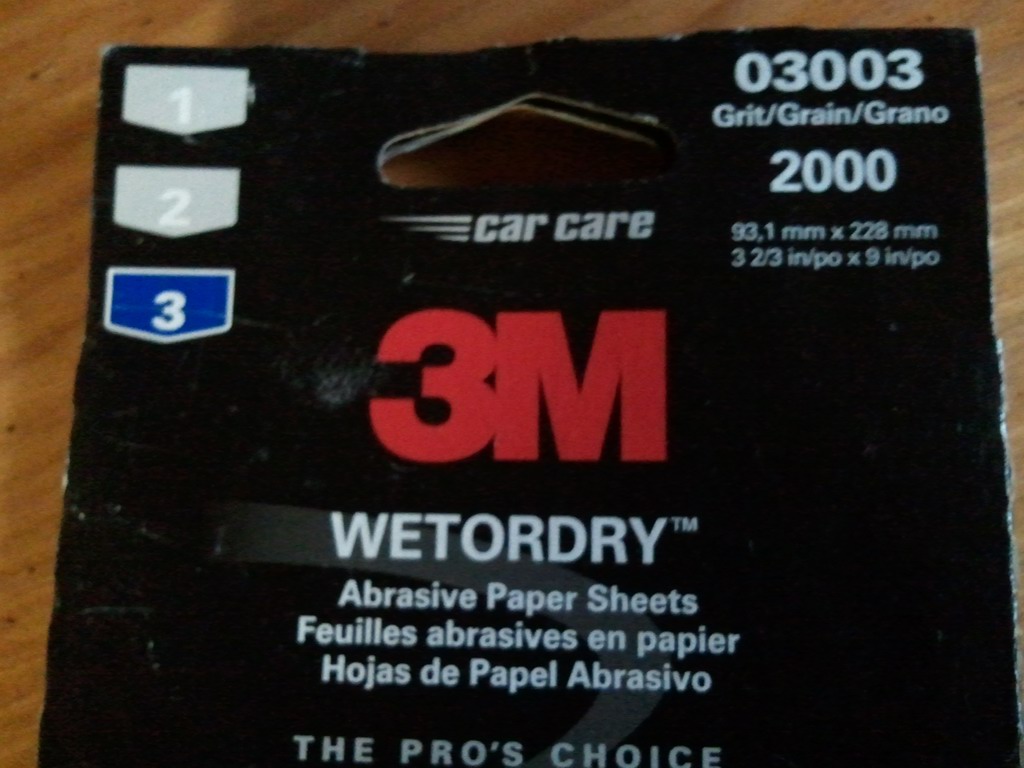 1
2
3
03003
Grit/Grain/Grano
2000
93,1 mm x 228 mm
3 2/3 in/po x 9 in/po
car care
3M
WETORDRY™
Abrasive Paper Sheets
Feuilles abrasives en papier
Hojas de Papel Abrasivo
THE PRO'S CHOICE